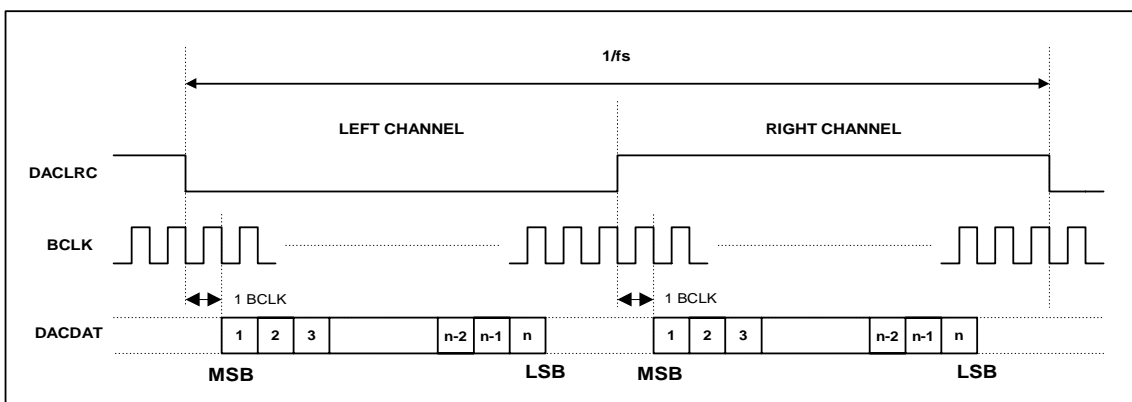 1/fs
LEFT CHANNEL RIGHT CHANNEL
DACLRC
BCLK
1 BCLK 1 BCLK
DACDAT 1 2 3 n-2 n-1 n 1 2 3 n-2 n-1 n
MSB LSB MSB LSB